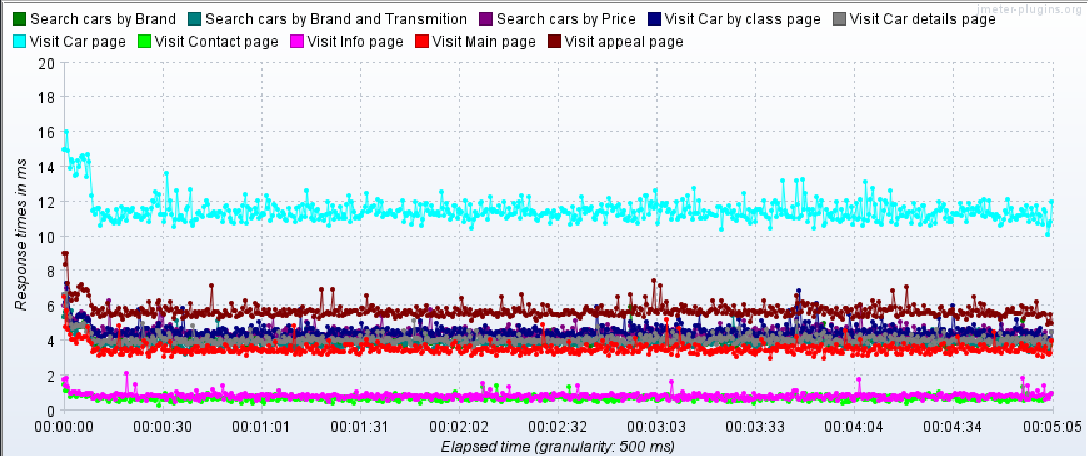 jmeter-plugins.org
Search cars by Brand Search cars by Brand and Transmition Search cars by Price Visit Car by class page Visit Car details page
Visit Car page Visit Contact page Visit Info page Visit Main page Visit appeal page
20
18
16
14
12
10
8
6
4
2
0
Response times in ms
00:00:00 00:00:30 00:01:01 00:01:31 00:02:02 00:02:32 00:03:03 00:03:33 00:04:04 00:04:34 00:05:05
Elapsed time (granularity: 500 ms)